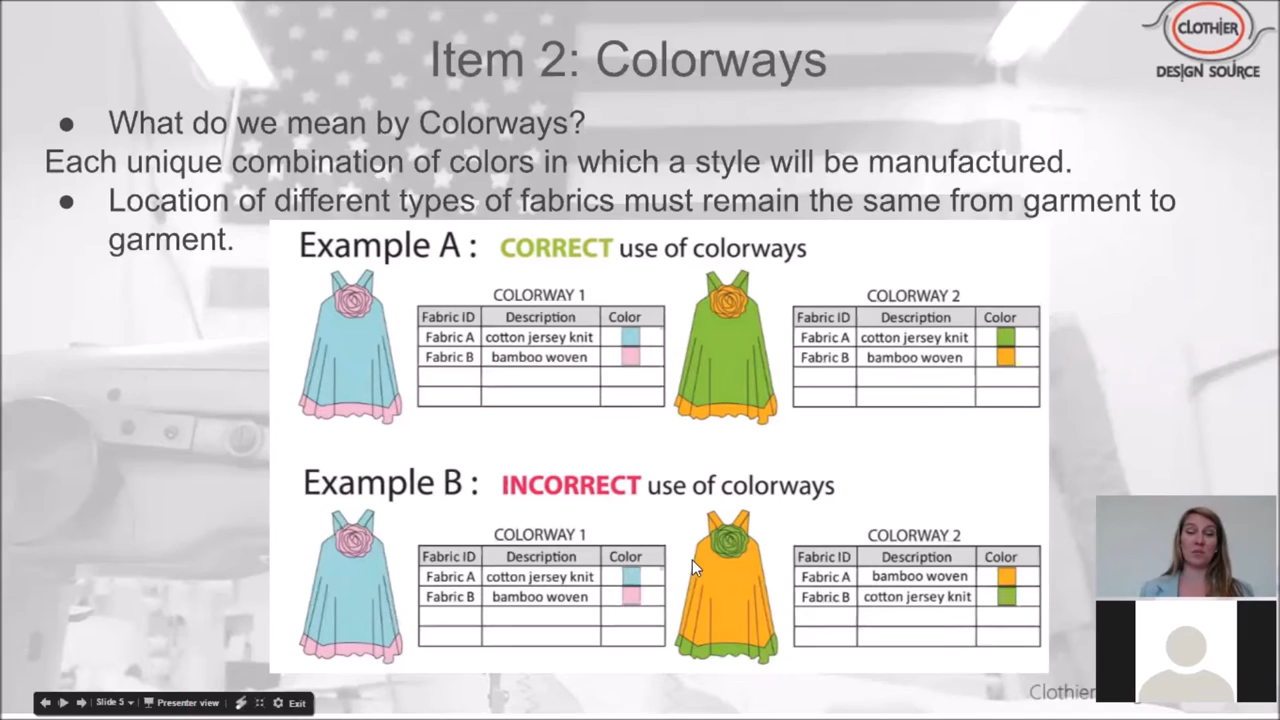 CLOTHIER
DESIGN SOURCE
Item 2: Colorways
● What do we mean by Colorways?
Each unique combination of colors in which a style will be manufactured.
● Location of different types of fabrics must remain the same from garment to
garment.
Example A : CORRECT use of colorways
COLORWAY 1
Fabric ID Description Color
Fabric A cotton jersey knit
Fabric B bamboo woven
COLORWAY 2
Fabric ID Description Color
Fabric A cotton jersey knit
Fabric B bamboo woven
Example B : INCORRECT use of colorways
COLORWAY 1
Fabric ID Description Color
Fabric A cotton jersey knit
Fabric B bamboo woven
COLORWAY 2
Fabric ID Description Color
Fabric A bamboo woven
Fabric B cotton jersey knit
Clothier
Slide 5 Presenter view Exit